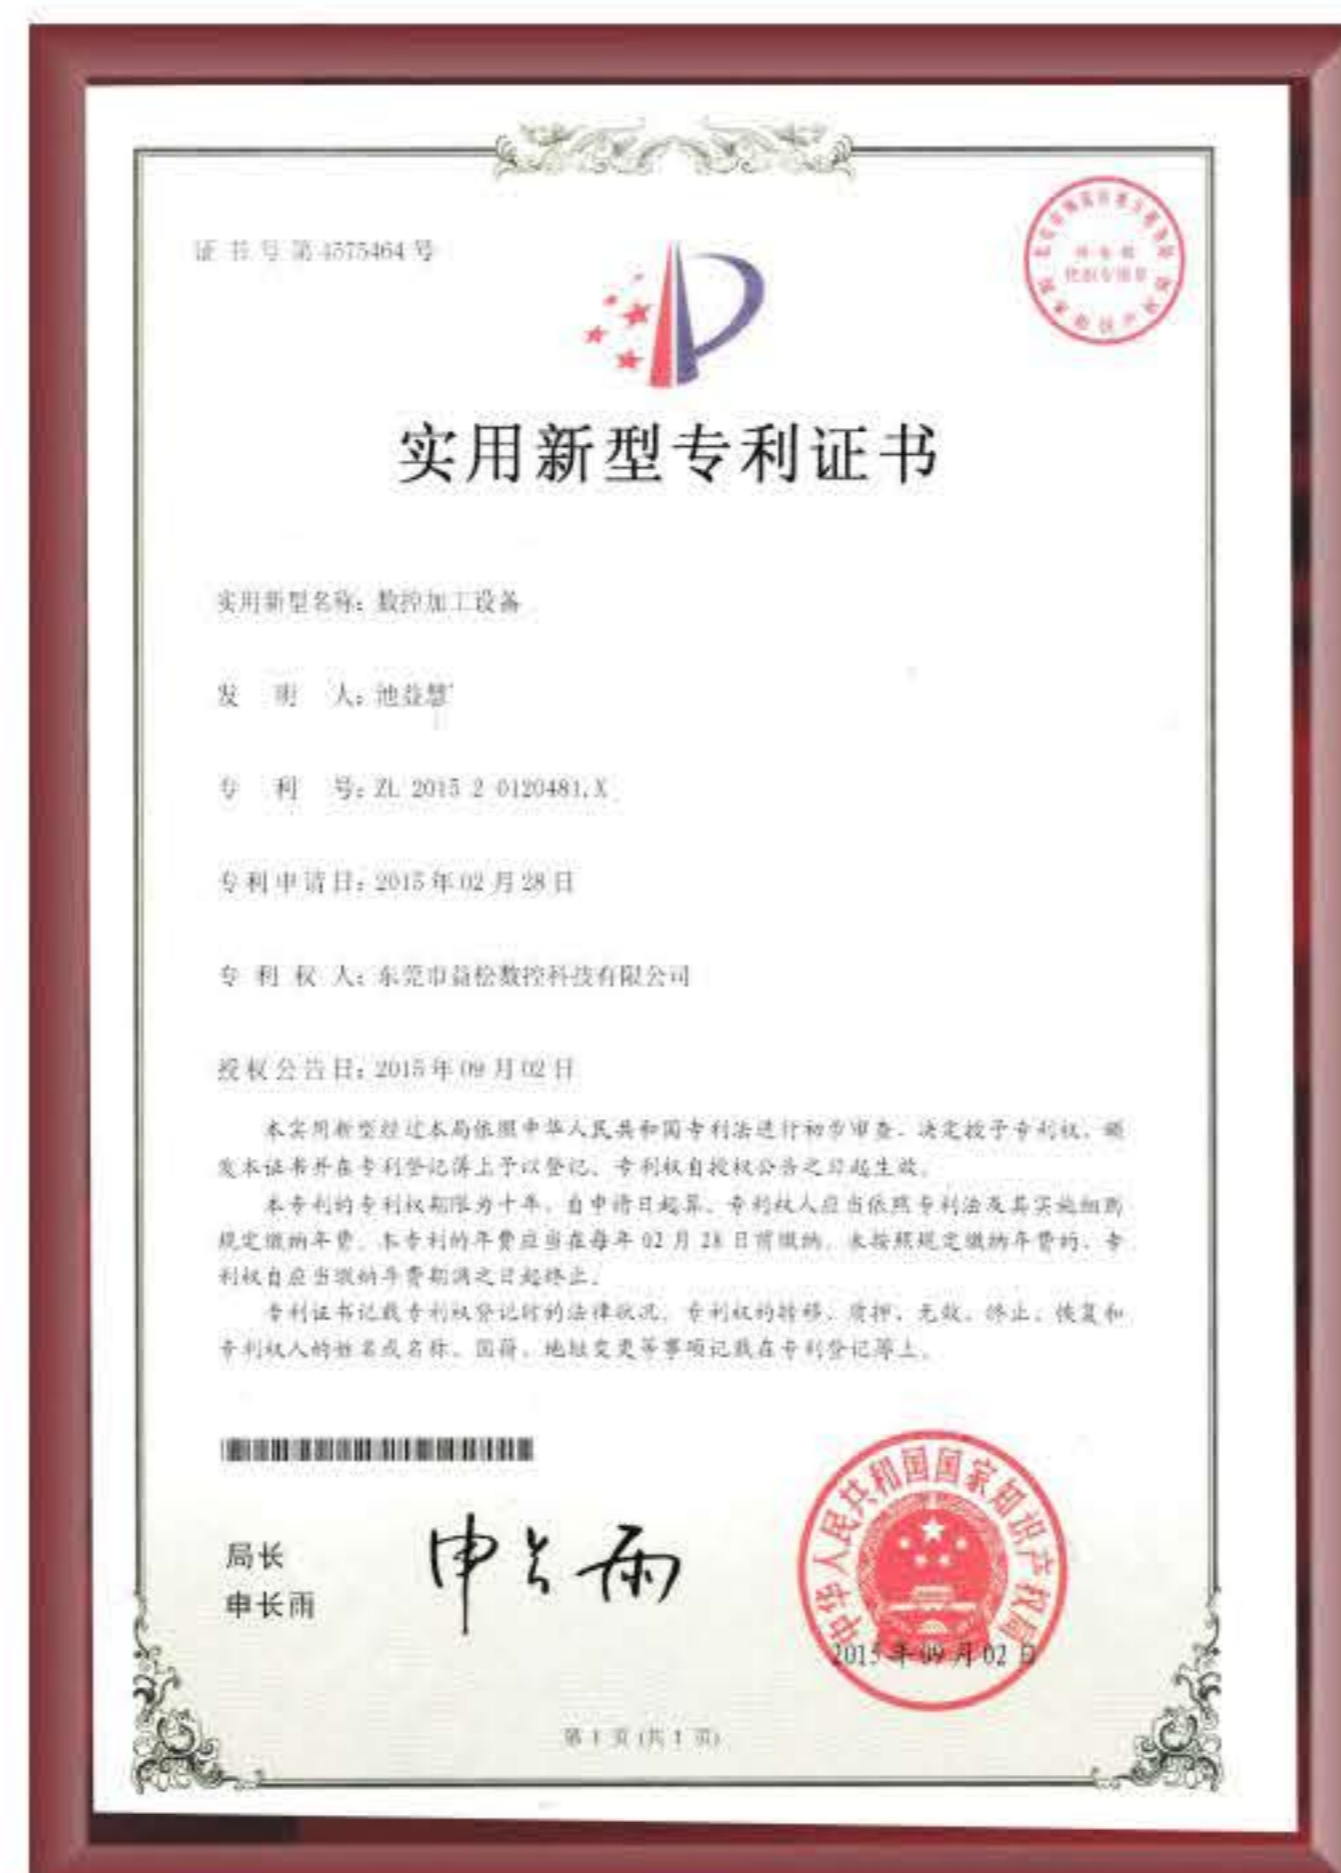 证书号第4575464号
实用新型专利证书
实用新型名称：数控加工设备
发 明 人：池益慧
专 利 号：ZL 2015 2 0120481.X
专利申请日：2015年02月28日
专 利 权 人：东莞市益松数控科技有限公司
授权公告日：2015年09月02日
本实用新型经过本局依照中华人民共和国专利法进行初步审查，决定授予专利权，颁
发本证书并在专利登记簿上予以登记。专利权自授权公告之日起生效。
本专利的专利权期限为十年，自申请日起算。专利权人应当依照专利法及其实施细则
规定缴纳年费。本专利的年费应当在每年02月28日前缴纳。未按照规定缴纳年费的，专
利权自应当缴纳年费期满之日起终止。
专利证书记载专利权登记时的法律状况。专利权的转移、质押、无效、终止、恢复和
专利权人的姓名或名称、国籍、地址变更等事项记载在专利登记簿上。
局长
申长雨
申长雨
中华人民共和国国家知识产权局
2015年09月02日
第1页(共1页)